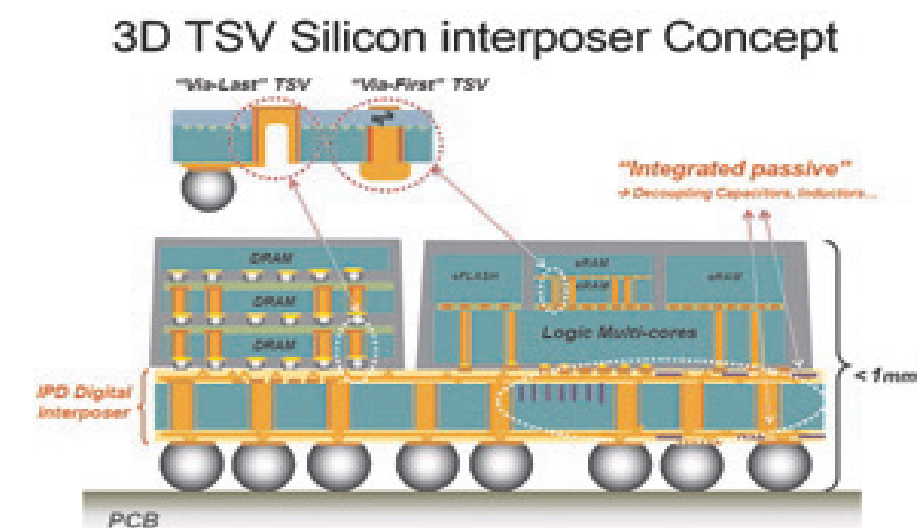 3D TSV Silicon interposer Concept
"Via-Last" TSV
"Via-First" TSV
"Integrated passive"
→ Decoupling Capacitors, Inductors...
DRAM
DRAM
DRAM
eFLASH
eRAM
eRAM
eRAM
Logic Multi-cores
IPD Digital
Interposer
<1mm
PCB